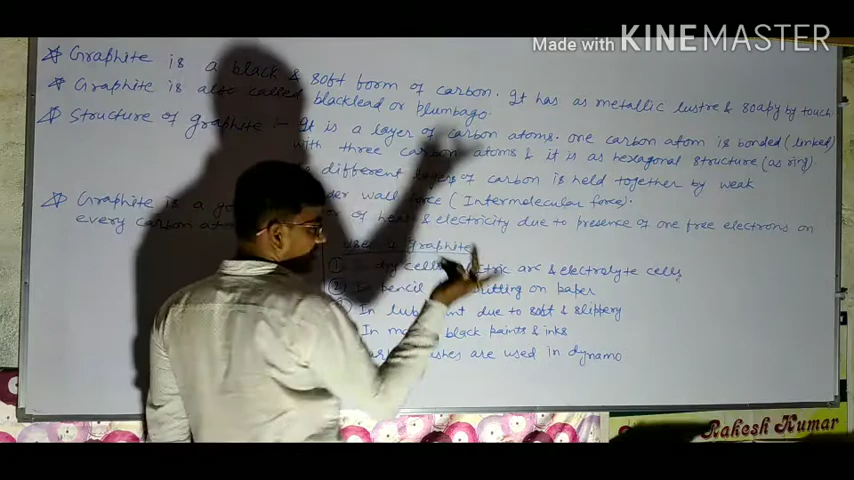 Made with KINEMASTER
☆ Graphite is a black & soft form of carbon. It has as metallic lustre & soapy by touch.
☆ Graphite is also called blacklead or plumbago.
☆ Structure of graphite :- It is a layer of carbon atoms. one carbon atom is bonded (linked)
with three carbon atoms & it is as hexagonal structure (as ring).
different layers of carbon is held together by weak
der wall force (Intermolecular force).
☆ Graphite is a of heat & electricity due to presence of one free electrons on
every carbon
uses of graphite
① dry cells arc & electrolyte cells
② In pencil on paper
In due to soft & slippery
In black paints & inks
are used in dynamo
Rakesh Kumar